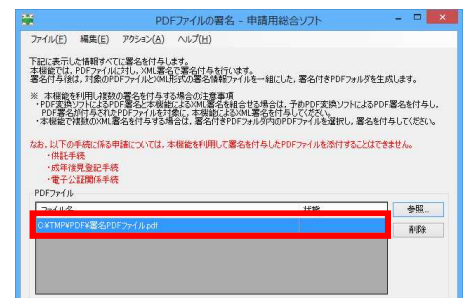 PDFファイルの署名 - 申請用総合ソフト
ファイル(F) 編集(E) アクション(A) ヘルプ(H)
下記に表示した情報すべてに署名を付与します。
本機能では、PDFファイルに対し、XML署名で署名付与を行います。
署名付与後は、対象のPDFファイルとXML形式の署名情報ファイルを一組にした、署名付きPDFフォルダを生成します。
※ 本機能を利用し複数の署名を付与する場合の注意事項
・PDF変換ソフトによるPDF署名と本機能によるXML署名を組合せる場合は、予めPDF変換ソフトによるPDF署名を付与し、
PDF署名が付与されたPDFファイルを対象に、本機能によるXML署名を付与してください。
・本機能で複数のXML署名を付与する場合は、署名付きPDFフォルダ内のPDFファイルを選択し、署名を付与してください。
なお、以下の手続に係る申請については、本機能を利用して署名を付与したPDFファイルを添付することはできません。
・供託手続
・成年後見登記手続
・電子公証関係手続
PDFファイル
ファイル名 状態 参照...
C:¥TMP¥PDF¥署名PDFファイル.pdf 削除